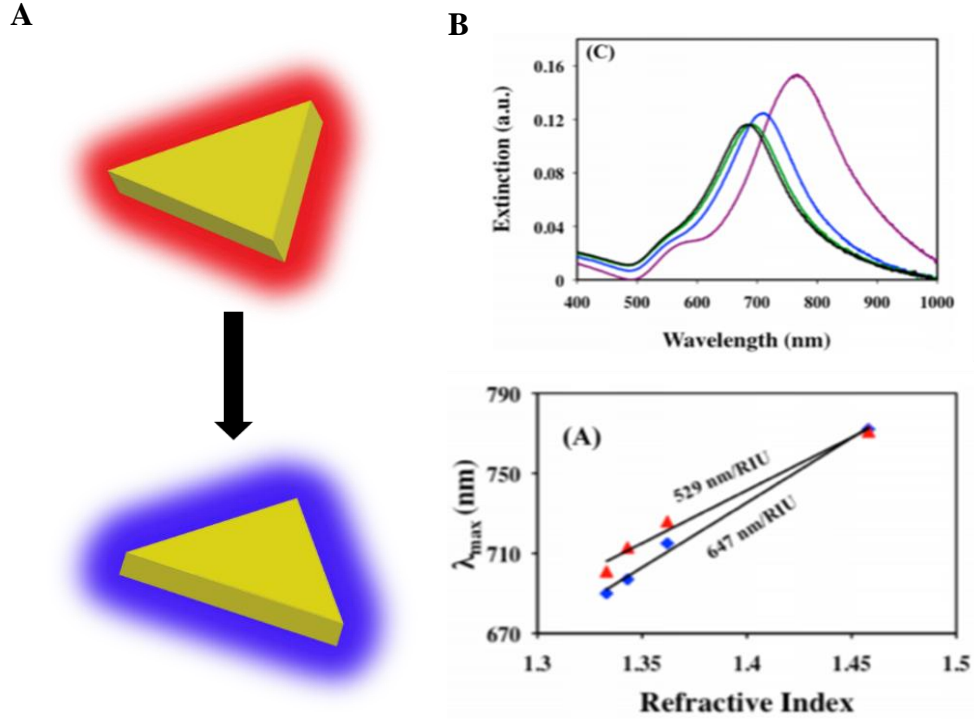 A
B
(C)
0.16
0.12
0.08
0.04
0
400 500 600 700 800 900 1000
Extinction (a.u.)
Wavelength (nm)
790
750
710
670
(A)
529 nm/RIU
647 nm/RIU
λmax (nm)
1.3 1.35 1.4 1.45 1.5
Refractive Index